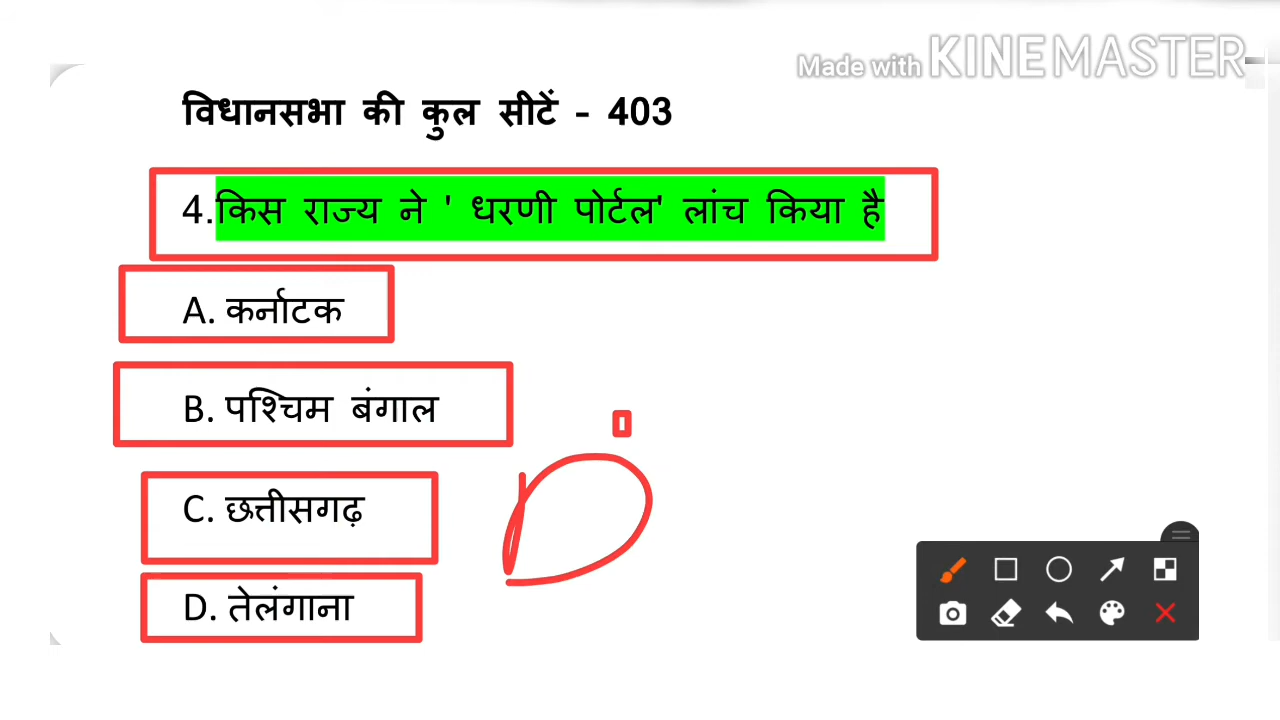 Made with KINEMASTER
विधानसभा की कुल सीटें - 403
4.किस राज्य ने ' धरणी पोर्टल' लांच किया है
A. कर्नाटक
B. पश्चिम बंगाल
C. छत्तीसगढ़
D. तेलंगाना